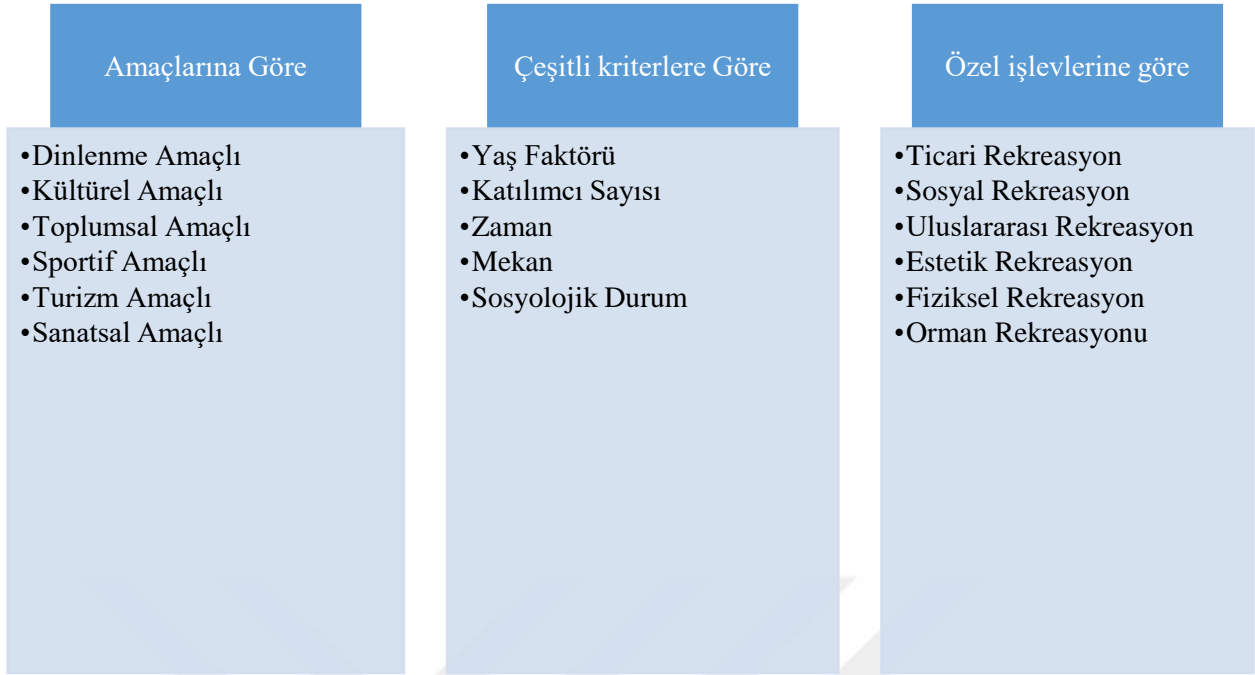 Amaçlarına Göre
•Dinlenme Amaçlı
•Kültürel Amaçlı
•Toplumsal Amaçlı
•Sportif Amaçlı
•Turizm Amaçlı
•Sanatsal Amaçlı
Çeşitli kriterlere Göre
•Yaş Faktörü
•Katılımcı Sayısı
•Zaman
•Mekan
•Sosyolojik Durum
Özel işlevlerine göre
•Ticari Rekreasyon
•Sosyal Rekreasyon
•Uluslararası Rekreasyon
•Estetik Rekreasyon
•Fiziksel Rekreasyon
•Orman Rekreasyonu